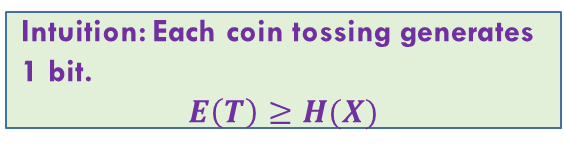 Intuition: Each coin tossing generates
1 bit.
E(T) ≥ H(X)